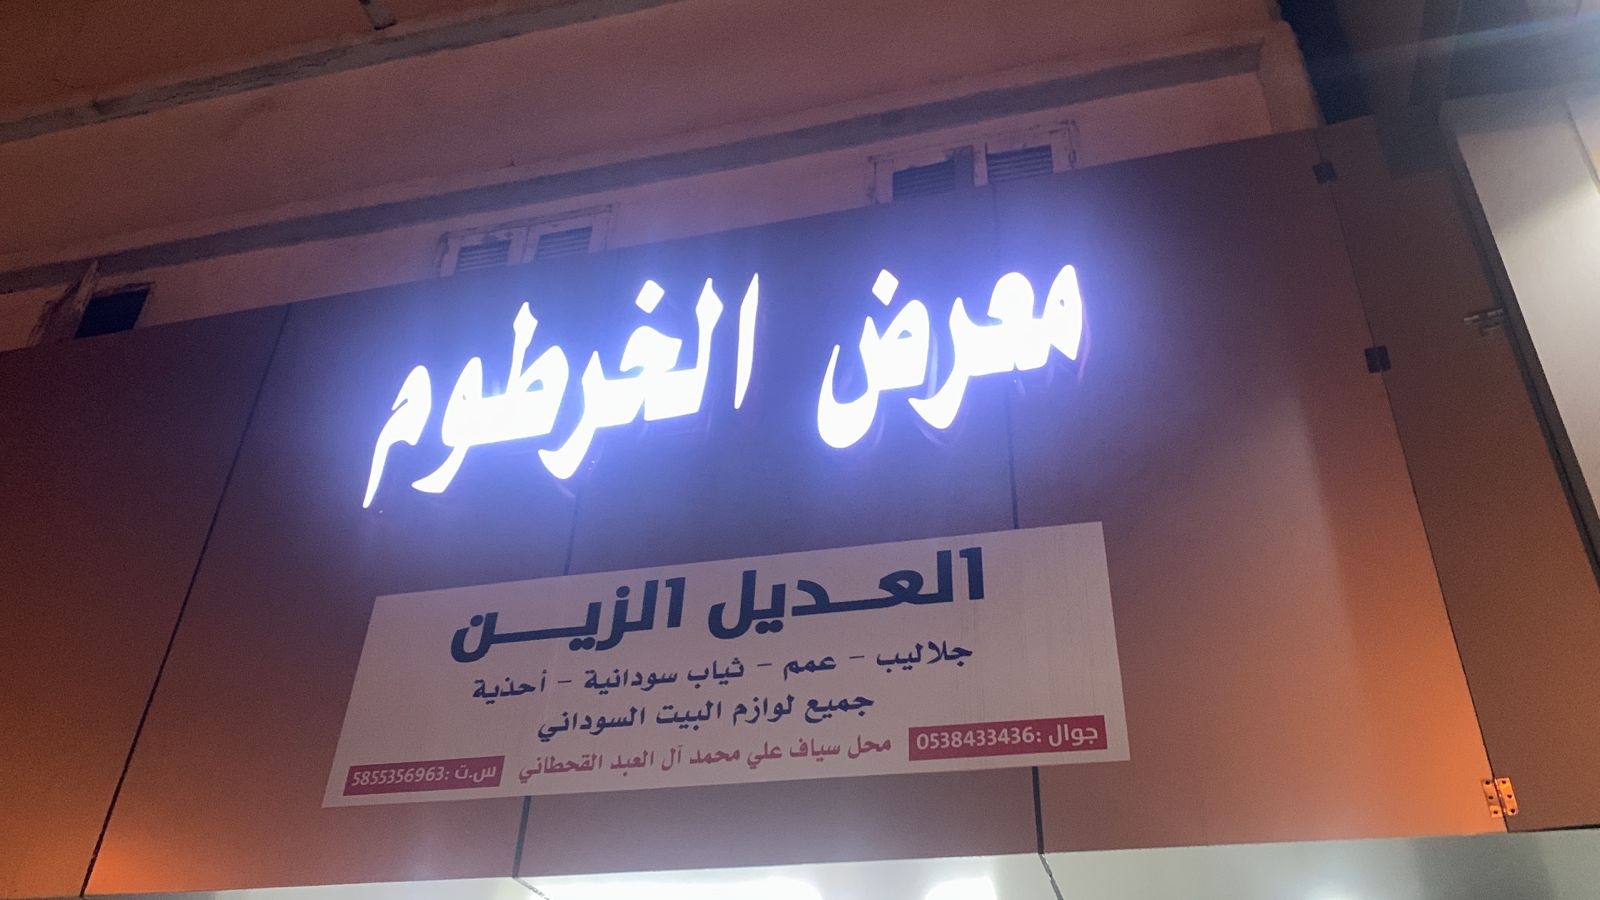 معرض الخرطوم
العديل الزين
جلاليب - عمم - ثياب سودانية - أحذية
جميع لوازم البيت السوداني
جوال :0538433436 محل سياف علي محمد آل العبد القحطاني س.ت :5855356963